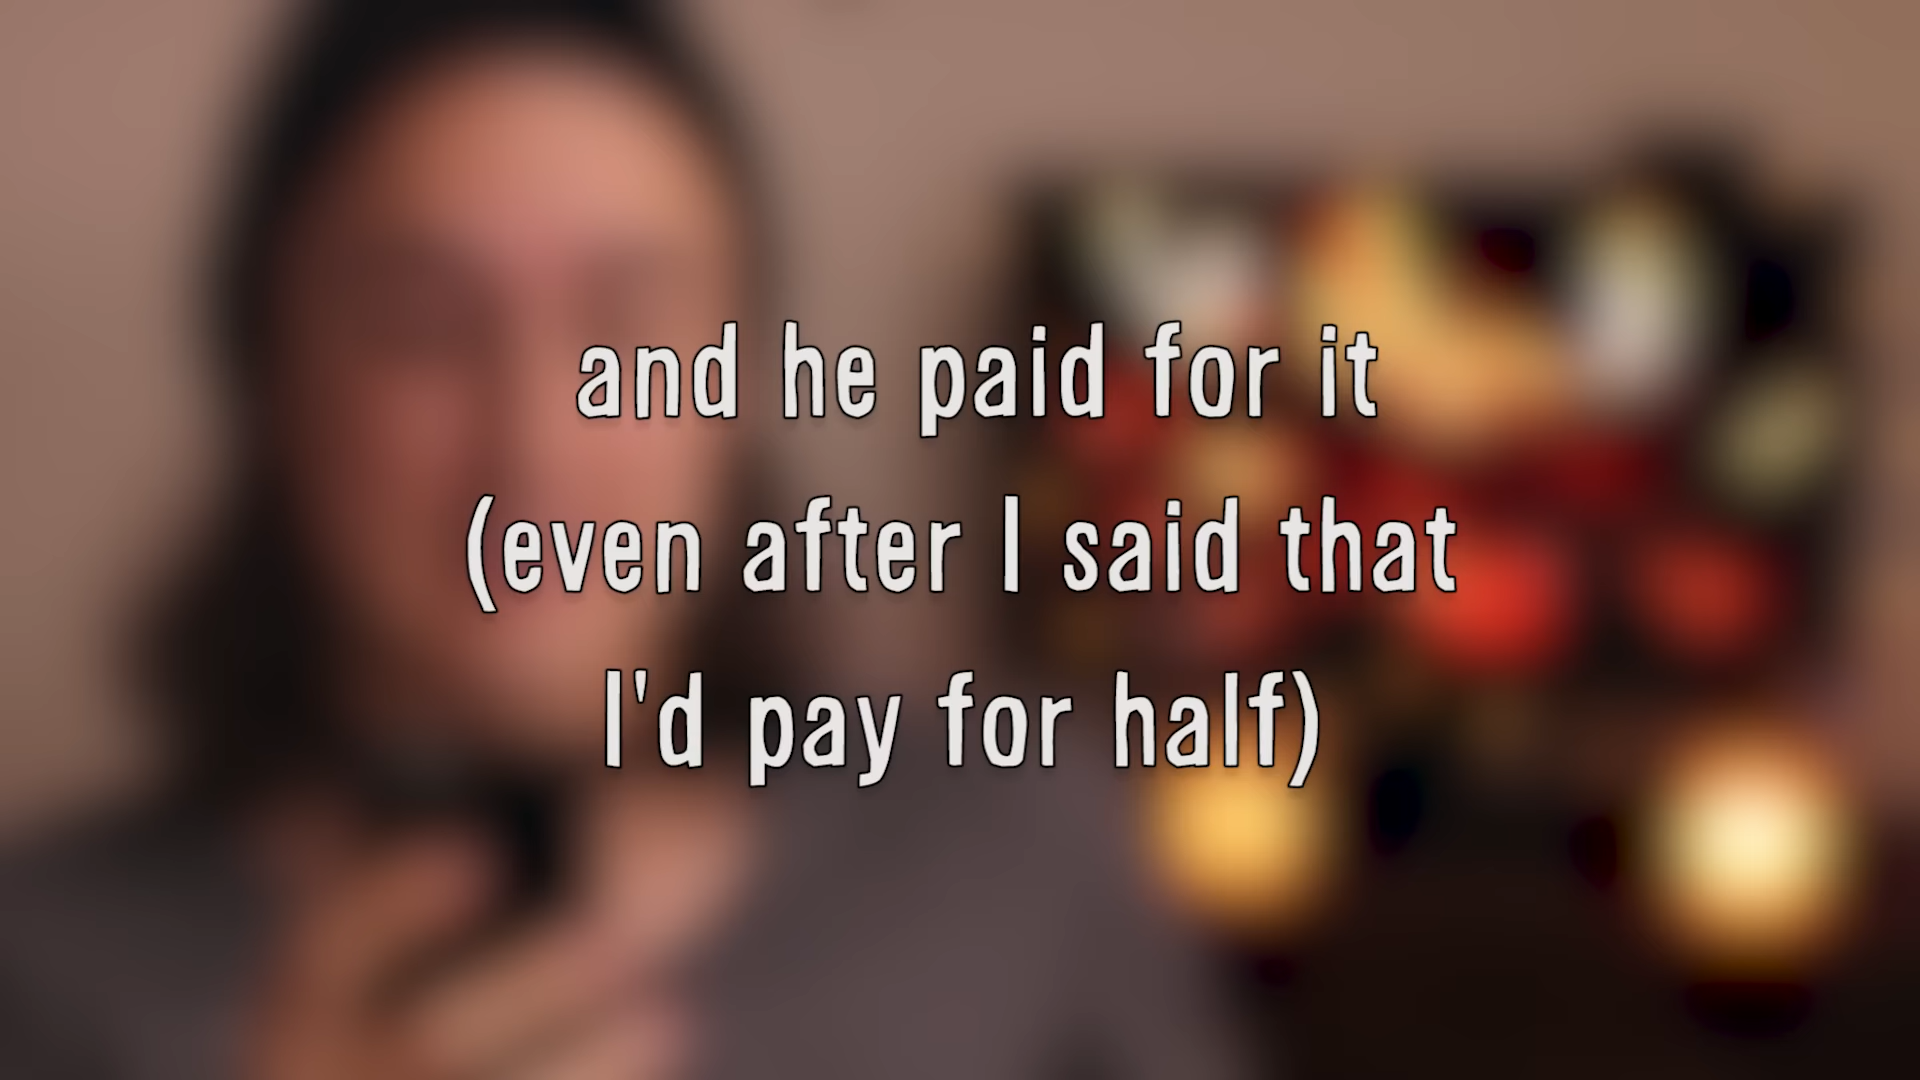 and he paid for it
(even after I said that
I'd pay for half)